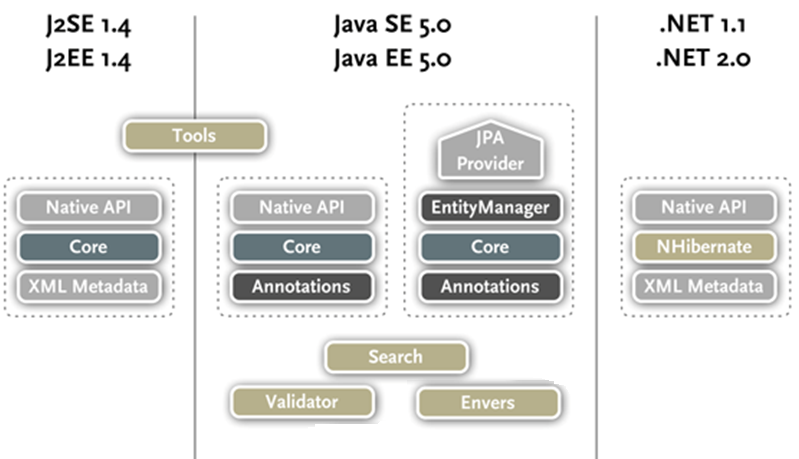 J2SE 1.4
J2EE 1.4
Java SE 5.0
Java EE 5.0
.NET 1.1
.NET 2.0
Tools
JPA
Provider
Native API
Core
XML Metadata
Native API
Core
Annotations
EntityManager
Core
Annotations
Native API
NHibernate
XML Metadata
Search
Validator
Envers